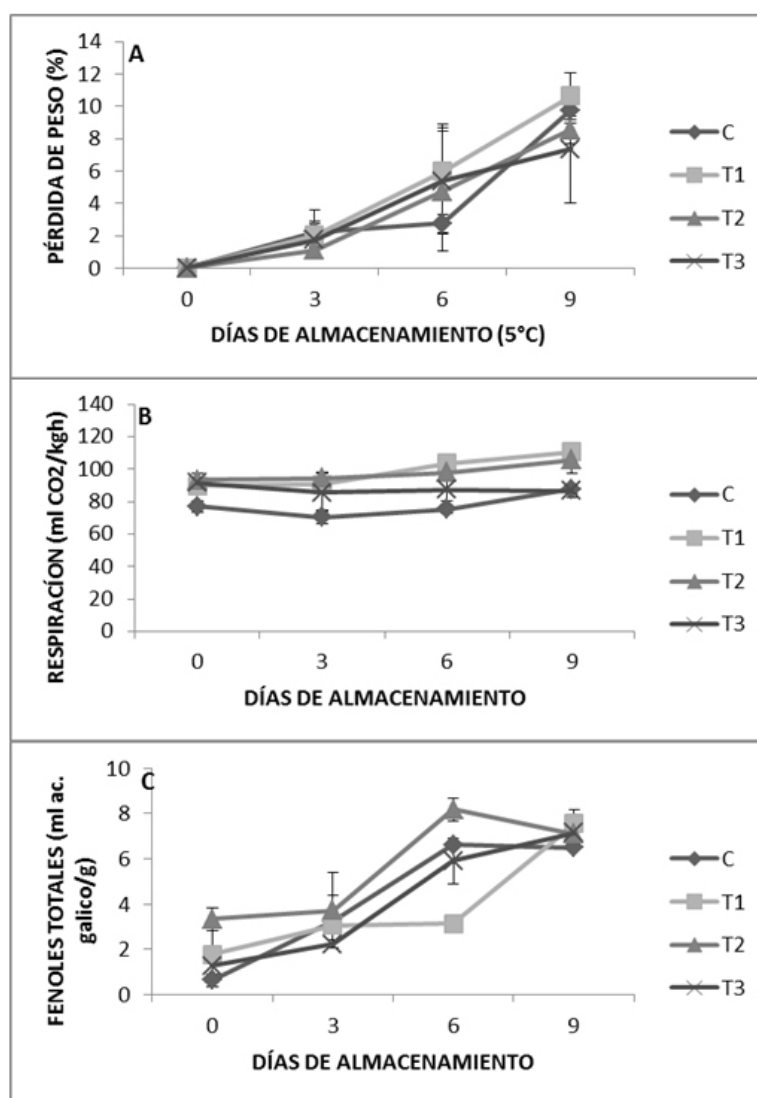 A
PÉRDIDA DE PESO (%)
14
12
10
8
6
4
2
0
0 3 6 9
DÍAS DE ALMACENAMIENTO (5°C)
C
T1
T2
T3
B
RESPIRACÍON (ml CO2/kgh)
140
120
100
80
60
40
20
0
0 3 6 9
DÍAS DE ALMACENAMIENTO
C
T1
T2
T3
C
FENOLES TOTALES (ml ac.
galico/g)
10
8
6
4
2
0
0 3 6 9
DÍAS DE ALMACENAMIENTO
C
T1
T2
T3